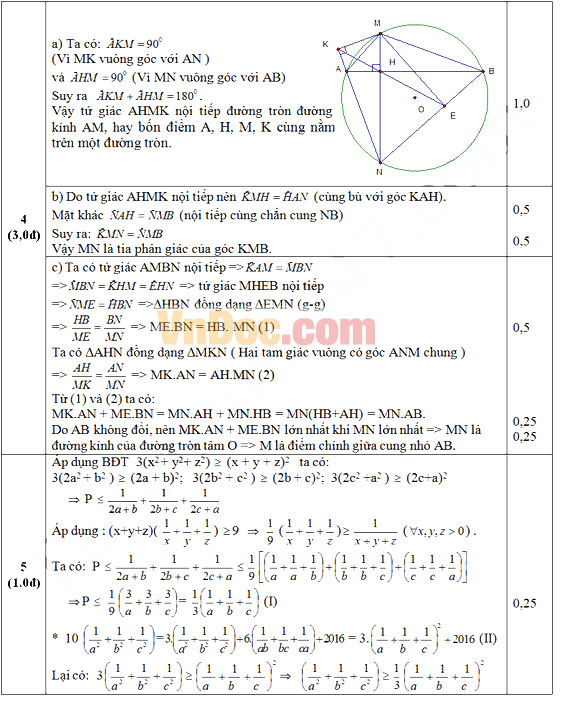 a) Ta có: ÂKM = 90⁰
(Vì MK vuông góc với AN )
và ÂHM = 90⁰ (Vì MN vuông góc với AB)
Suy ra ÂKM + ÂHM = 180⁰ .
Vậy tứ giác AHMK nội tiếp đường tròn đường
kính AM, hay bốn điểm A, H, M, K cùng nằm
trên một đường tròn.
M
K
A
H
B
O
E
N
1,0
4
(3,0đ)
b) Do tứ giác AHMK nội tiếp nên K̂MH = ĤAN (cùng bù với góc KAH).
Mặt khác N̂AH = N̂MB (nội tiếp cùng chắn cung NB)
Suy ra: K̂MN = N̂MB
Vậy MN là tia phân giác của góc KMB.
0,5
0,5
c) Ta có tứ giác AMBN nội tiếp => K̂AM = M̂BN
=> M̂BN = K̂HM = ÊHN => tứ giác MHEB nội tiếp
=> N̂ME = ĤBN =>ΔHBN đồng dạng ΔEMN (g-g)
=> HB/ME = BN/MN => ME.BN = HB. MN (1)
Ta có ΔAHN đồng dạng ΔMKN ( Hai tam giác vuông có góc ANM chung )
=> AH/MK = AN/MN => MK.AN = AH.MN (2)
Từ (1) và (2) ta có:
MK.AN + ME.BN = MN.AH + MN.HB = MN(HB+AH) = MN.AB.
Do AB không đổi, nên MK.AN + ME.BN lớn nhất khi MN lớn nhất => MN là
đường kính của đường tròn tâm O => M là điểm chính giữa cung nhỏ AB.
0,5
0,25
0,25
VnDoc.com
5
(1.0đ)
Áp dụng BĐT 3(x² + y²+ z²) ≥ (x + y + z)² ta có:
3(2a² + b² ) ≥ (2a + b)²; 3(2b² + c² ) ≥ (2b + c)²; 3(2c² +a² ) ≥ (2c+a)²
⇒ P ≤ 1/(2a+b) + 1/(2b+c) + 1/(2c+a)
Áp dụng : (x+y+z)(1/x + 1/y + 1/z) ≥ 9 ⇒ 1/9 (1/x + 1/y + 1/z) ≥ 1/(x+y+z) (∀x,y,z > 0) .
Ta có: P ≤ 1/(2a+b) + 1/(2b+c) + 1/(2c+a) ≤ 1/9[(1/a + 1/a + 1/b) + (1/b + 1/b + 1/c) + (1/c + 1/c + 1/a)]
⇒ P ≤ 1/9(3/a + 3/b + 3/c) = 1/3(1/a + 1/b + 1/c) (I)
* 10 (1/a² + 1/b² + 1/c²) = 3(1/a² + 1/b² + 1/c²) + 6(1/ab + 1/bc + 1/ca) + 2016 = 3.(1/a + 1/b + 1/c)² + 2016 (II)
Lại có: 3(1/a² + 1/b² + 1/c²) ≥ (1/a + 1/b + 1/c)² ⇒ (1/a² + 1/b² + 1/c²) ≥ 1/3(1/a + 1/b + 1/c)²
0,25